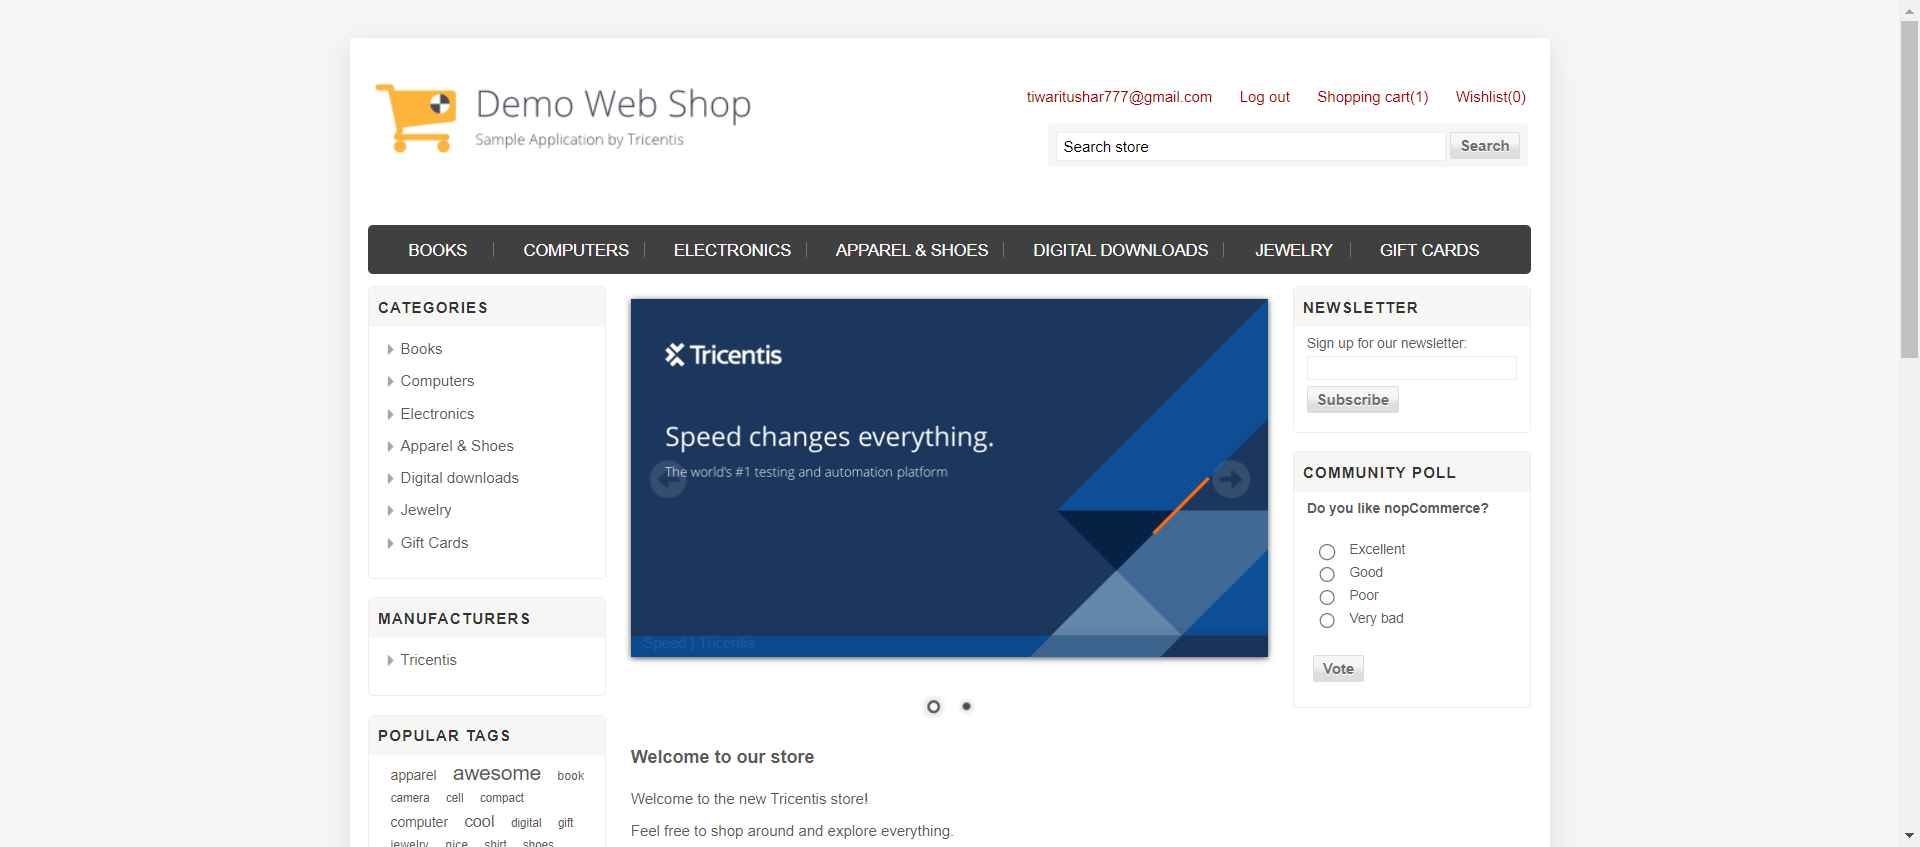 Demo Web Shop
Sample Application by Tricentis
tiwaritushar777@gmail.com Log out Shopping cart(1) Wishlist(0)
Search store Search
BOOKS COMPUTERS ELECTRONICS APPAREL & SHOES DIGITAL DOWNLOADS JEWELRY GIFT CARDS
CATEGORIES
Books
Computers
Electronics
Apparel & Shoes
Digital downloads
Jewelry
Gift Cards
MANUFACTURERS
Tricentis
POPULAR TAGS
apparel awesome book
camera cell compact
computer cool digital gift
jewelry nice shirt shoes
Tricentis
Speed changes everything.
The world's #1 testing and automation platform
Speed | Tricentis
Welcome to our store
Welcome to the new Tricentis store!
Feel free to shop around and explore everything.
NEWSLETTER
Sign up for our newsletter:
Subscribe
COMMUNITY POLL
Do you like nopCommerce?
Excellent
Good
Poor
Very bad
Vote